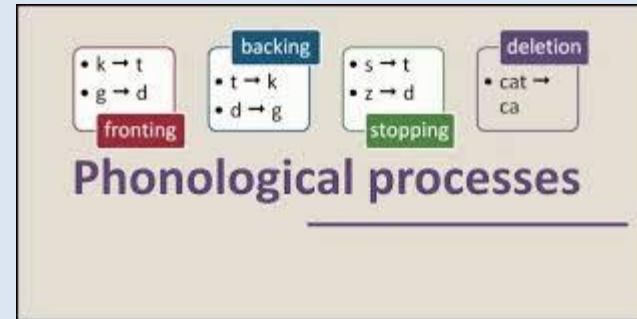 • k → t
• g → d
fronting
backing
• t → k
• d → g
• s → t
• z → d
stopping
deletion
• cat →
ca
Phonological processes